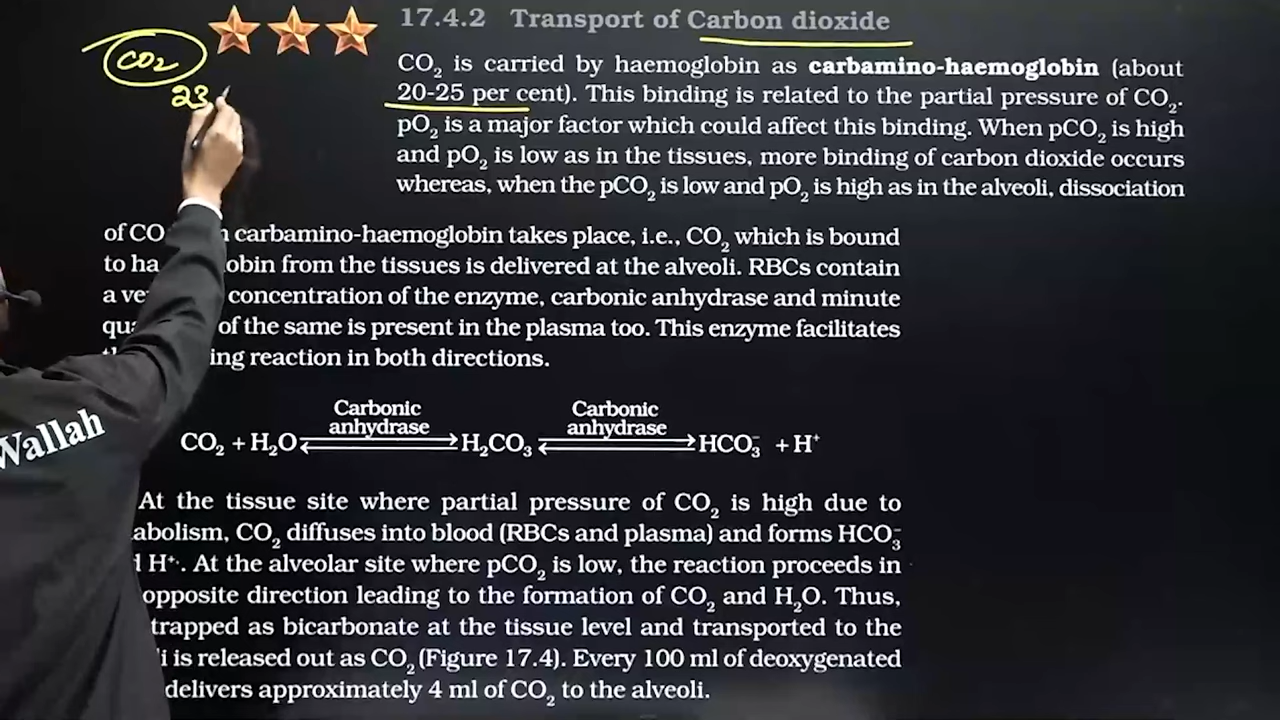 17.4.2 Transport of Carbon dioxide
CO2
23
CO₂ is carried by haemoglobin as carbamino-haemoglobin (about
20-25 per cent). This binding is related to the partial pressure of CO₂.
pO₂ is a major factor which could affect this binding. When pCO₂ is high
and pO₂ is low as in the tissues, more binding of carbon dioxide occurs
whereas, when the pCO₂ is low and pO₂ is high as in the alveoli, dissociation
of CO carbamino-haemoglobin takes place, i.e., CO₂ which is bound
to ha obin from the tissues is delivered at the alveoli. RBCs contain
a ve concentration of the enzyme, carbonic anhydrase and minute
qua of the same is present in the plasma too. This enzyme facilitates
ing reaction in both directions.
Carbonic anhydrase Carbonic anhydrase
CO₂ + H₂O ⇌ H₂CO₃ ⇌ HCO₃⁻ + H⁺
At the tissue site where partial pressure of CO₂ is high due to
abolism, CO₂ diffuses into blood (RBCs and plasma) and forms HCO₃⁻
H⁺. At the alveolar site where pCO₂ is low, the reaction proceeds in
opposite direction leading to the formation of CO₂ and H₂O. Thus,
trapped as bicarbonate at the tissue level and transported to the
i is released out as CO₂ (Figure 17.4). Every 100 ml of deoxygenated
delivers approximately 4 ml of CO₂ to the alveoli.
Wallah